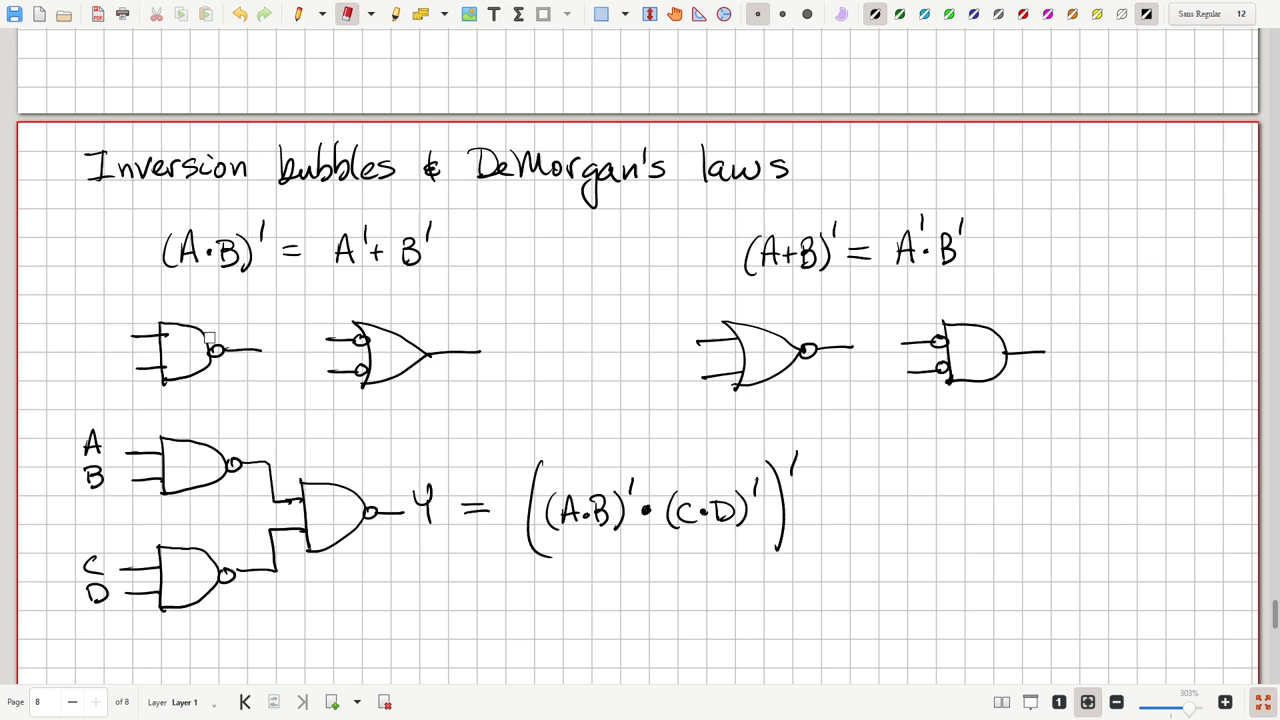 Sans Regular 12
Inversion bubbles & DeMorgan's laws
(A·B)' = A' + B'
(A+B)' = A'·B'
A
B
Y = ((A·B)' · (C·D)')'
C
D
Page 8 of 8 Layer Layer 1 303%